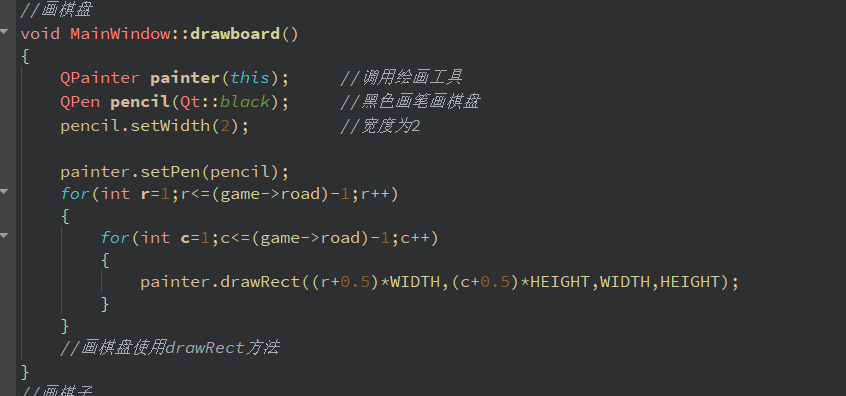 //画棋盘
void MainWindow::drawboard()
{
QPainter painter(this); //调用绘画工具
QPen pencil(Qt::black); //黑色画笔画棋盘
pencil.setWidth(2); //宽度为2
painter.setPen(pencil);
for(int r=1;r<=(game->road)-1;r++)
{
for(int c=1;c<=(game->road)-1;c++)
{
painter.drawRect((r+0.5)*WIDTH,(c+0.5)*HEIGHT,WIDTH,HEIGHT);
}
}
//画棋盘使用drawRect方法
}
//画棋子